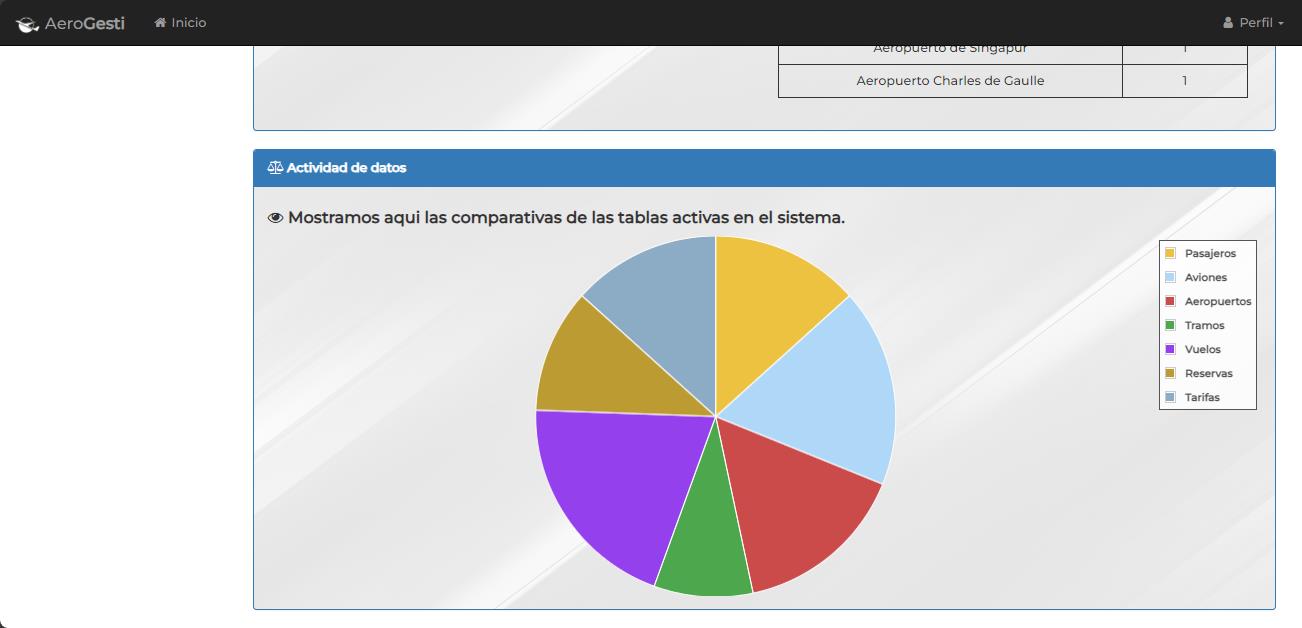 AeroGesti
Inicio
Perfil
Aeropuerto de Singapur 1
Aeropuerto Charles de Gaulle 1
Actividad de datos
Mostramos aqui las comparativas de las tablas activas en el sistema.
Pasajeros
Aviones
Aeropuertos
Tramos
Vuelos
Reservas
Tarifas